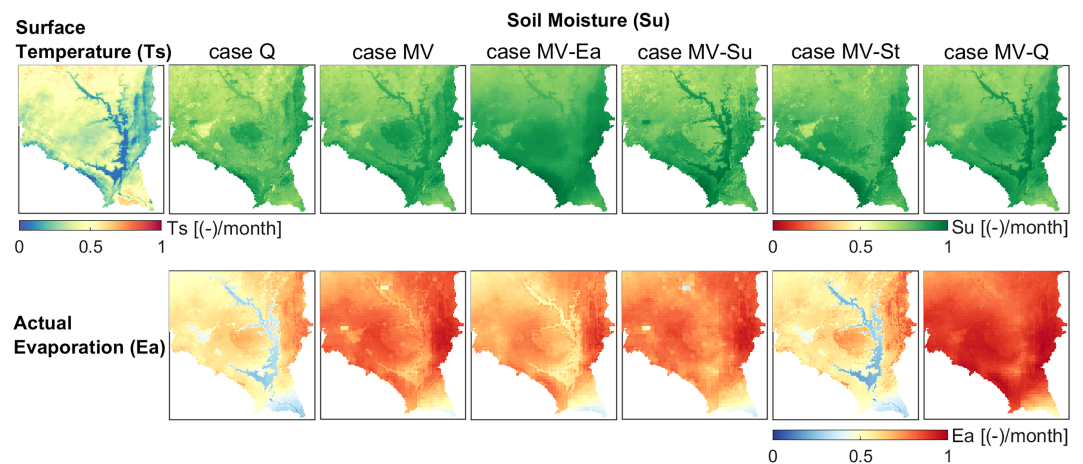 Soil Moisture (Su)
Surface
Temperature (Ts)
case Q
case MV
case MV-Ea
case MV-Su
case MV-St
case MV-Q
Ts [(-)/month]
0
0.5
1
Su [(-)/month]
0
0.5
1
Actual
Evaporation (Ea)
Ea [(-)/month]
0
0.5
1